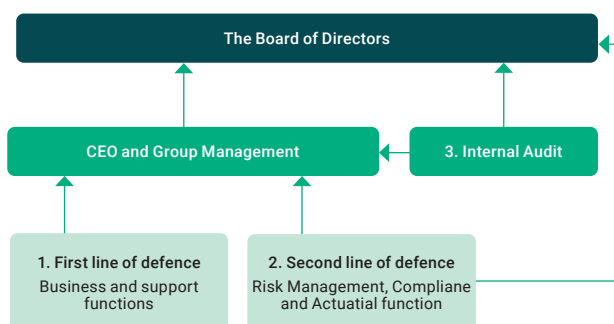 The Board of Directors
CEO and Group Management
3. Internal Audit
1. First line of defence
Business and support
functions
2. Second line of defence
Risk Management, Compliane
and Actuatial function